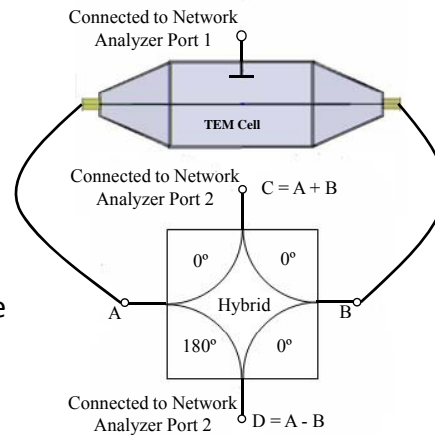 Connected to Network
Analyzer Port 1
TEM Cell
Connected to Network
Analyzer Port 2
C = A + B
0º 0º
e
Hybrid
A B
180º 0º
Connected to Network
Analyzer Port 2
D = A - B